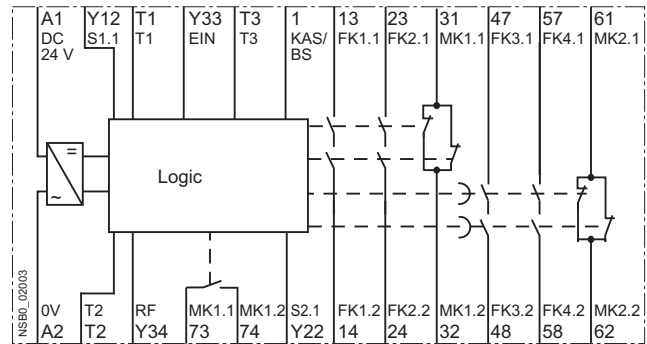 A1 Y12 T1 Y33 T3 1 13 23 31 47 57 61
DC S1.1 T1 EIN T3 KAS/ FK1.1 FK2.1 MK1.1 FK3.1 FK4.1 MK2.1
24 V BS
=
~
Logic
NSB0_02003
0V T2 RF MK1.1 MK1.2 S2.1 FK1.2 FK2.2 MK1.2 FK3.2 FK4.2 MK2.2
A2 T2 Y34 73 74 Y22 14 24 32 48 58 62